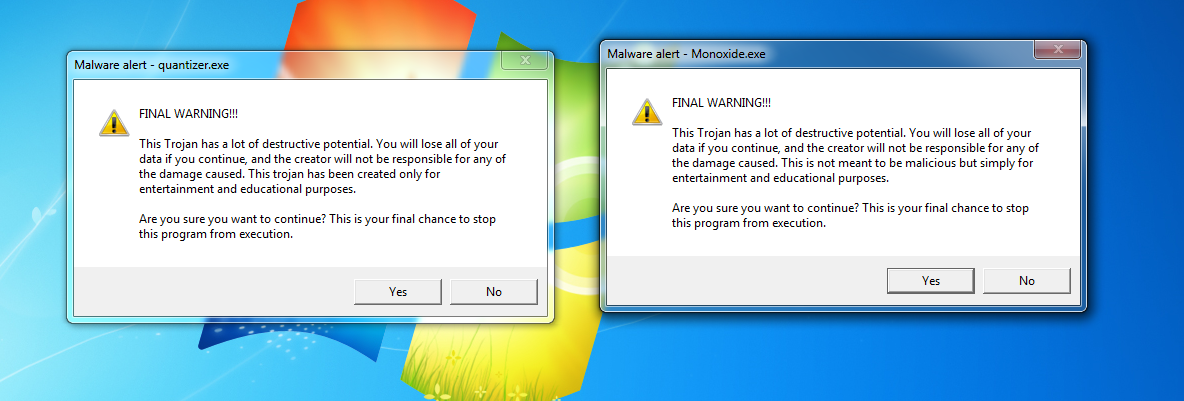 Malware alert - quantizer.exe
FINAL WARNING!!!
This Trojan has a lot of destructive potential. You will lose all of your
data if you continue, and the creator will not be responsible for any of
the damage caused. This trojan has been created only for
entertainment and educational purposes.
Are you sure you want to continue? This is your final chance to stop
this program from execution.
Yes
No
Malware alert - Monoxide.exe
FINAL WARNING!!!
This Trojan has a lot of destructive potential. You will lose all of your
data if you continue, and the creator will not be responsible for any of
the damage caused. This is not meant to be malicious but simply for
entertainment and educational purposes.
Are you sure you want to continue? This is your final chance to stop
this program from execution.
Yes
No